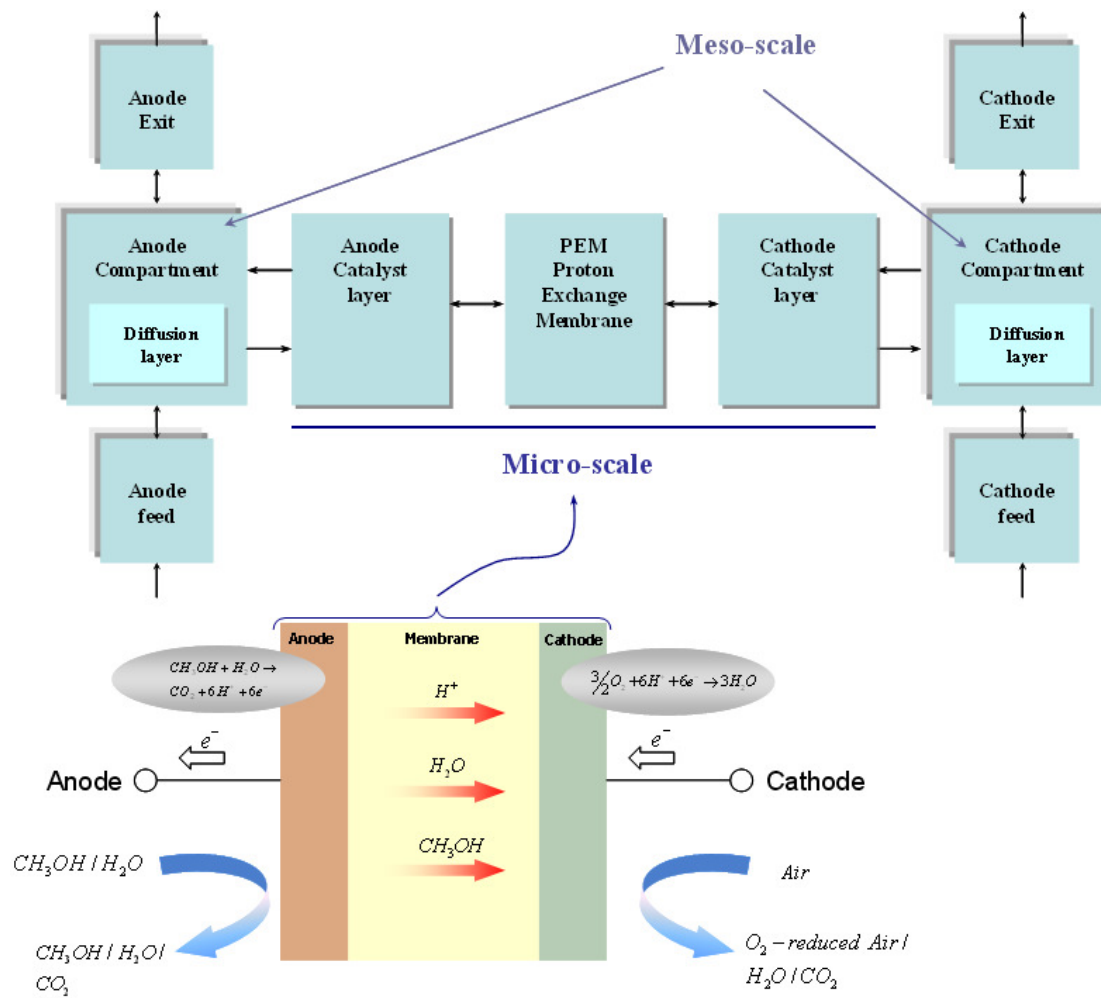 Meso-scale
Anode
Exit
Cathode
Exit
Anode
Compartment
Diffusion
layer
Anode
Catalyst
layer
PEM
Proton
Exchange
Membrane
Cathode
Catalyst
layer
Cathode
Compartment
Diffusion
layer
Micro-scale
Anode
feed
Cathode
feed
Anode
Membrane
Cathode
CH₃OH + H₂O →
CO₂ + 6H⁺ + 6e⁻
3/2 O₂ + 6H⁺ + 6e⁻ → 3H₂O
H⁺
e⁻
e⁻
H₂O
Anode
Cathode
CH₃OH
CH₃OH / H₂O
Air
CH₃OH / H₂O /
CO₂
O₂ – reduced Air /
H₂O / CO₂